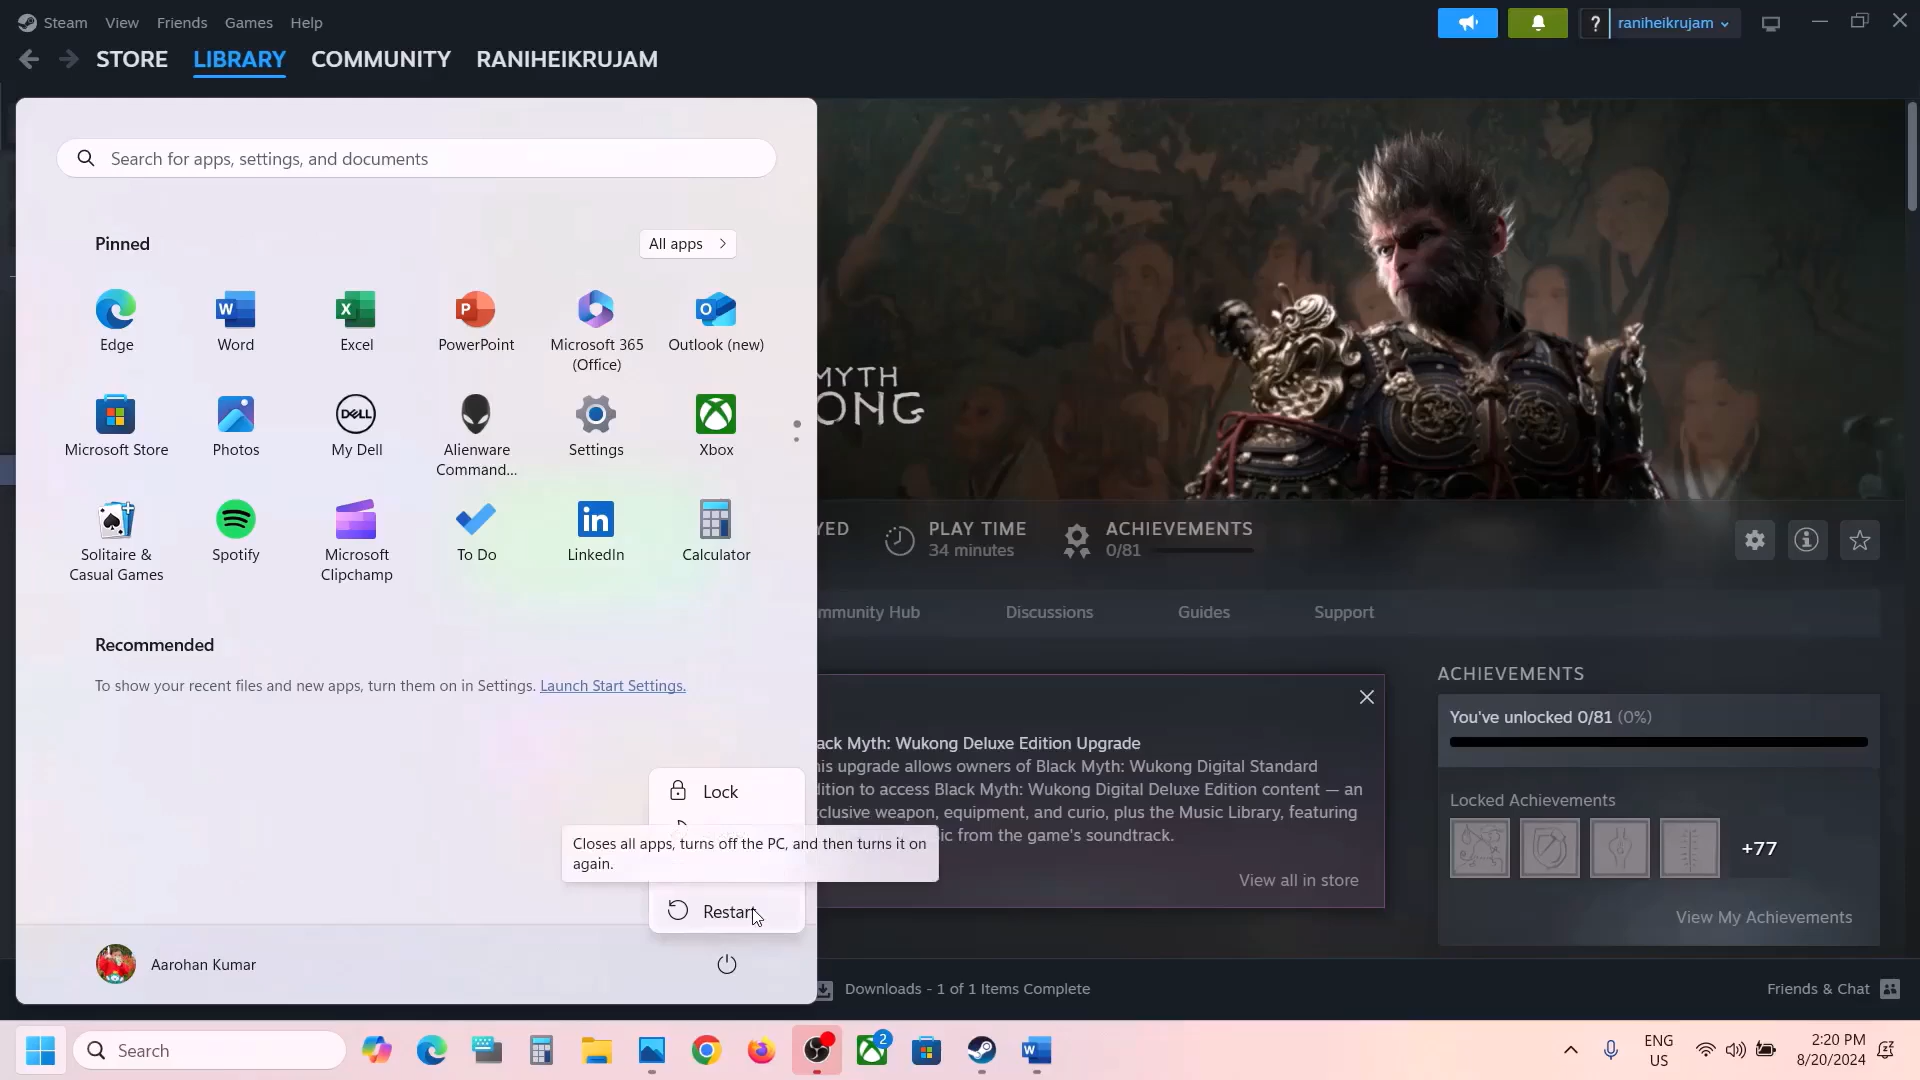 Steam View Friends Games Help
raniheikrujam
STORE LIBRARY COMMUNITY RANIHEIKRUJAM
Search for apps, settings, and documents
Pinned
All apps
Edge
Word
Excel
PowerPoint
Microsoft 365
(Office)
Outlook (new)
Microsoft Store
Photos
My Dell
Alienware
Command...
Settings
Xbox
Solitaire &
Casual Games
Spotify
Microsoft
Clipchamp
To Do
LinkedIn
Calculator
Recommended
To show your recent files and new apps, turn them on in Settings. Launch Start Settings.
Lock
Closes all apps, turns off the PC, and then turns it on
again.
Restart
Aarohan Kumar
MYTH
ONG
YED
PLAY TIME
34 minutes
ACHIEVEMENTS
0/81
mmunity Hub
Discussions
Guides
Support
ack Myth: Wukong Deluxe Edition Upgrade
his upgrade allows owners of Black Myth: Wukong Digital Standard
dition to access Black Myth: Wukong Digital Deluxe Edition content — an
xclusive weapon, equipment, and curio, plus the Music Library, featuring
ic from the game's soundtrack.
View all in store
ACHIEVEMENTS
You've unlocked 0/81 (0%)
Locked Achievements
+77
View My Achievements
Downloads - 1 of 1 Items Complete
Friends & Chat
Search
2
ENG
US
2:20 PM
8/20/2024